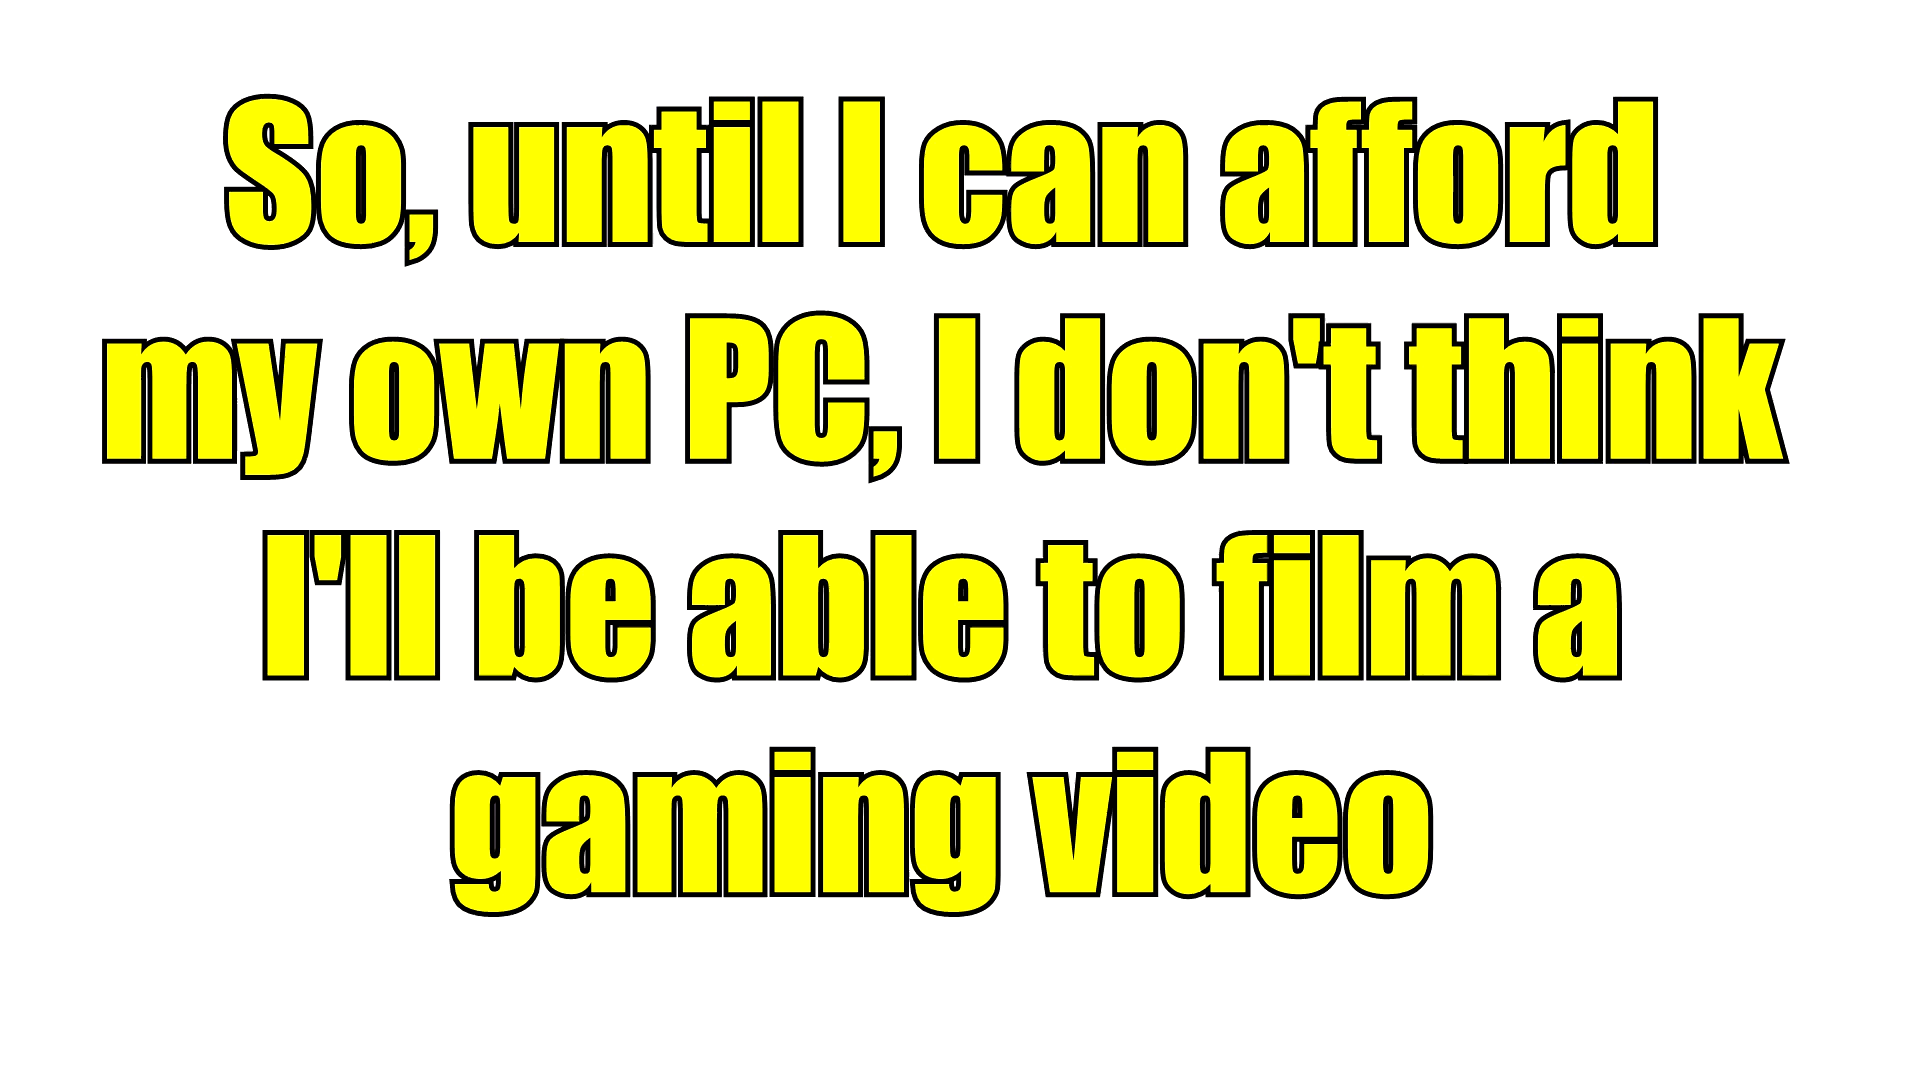 So, until I can afford
my own PC, I don't think
I'll be able to film a
gaming video